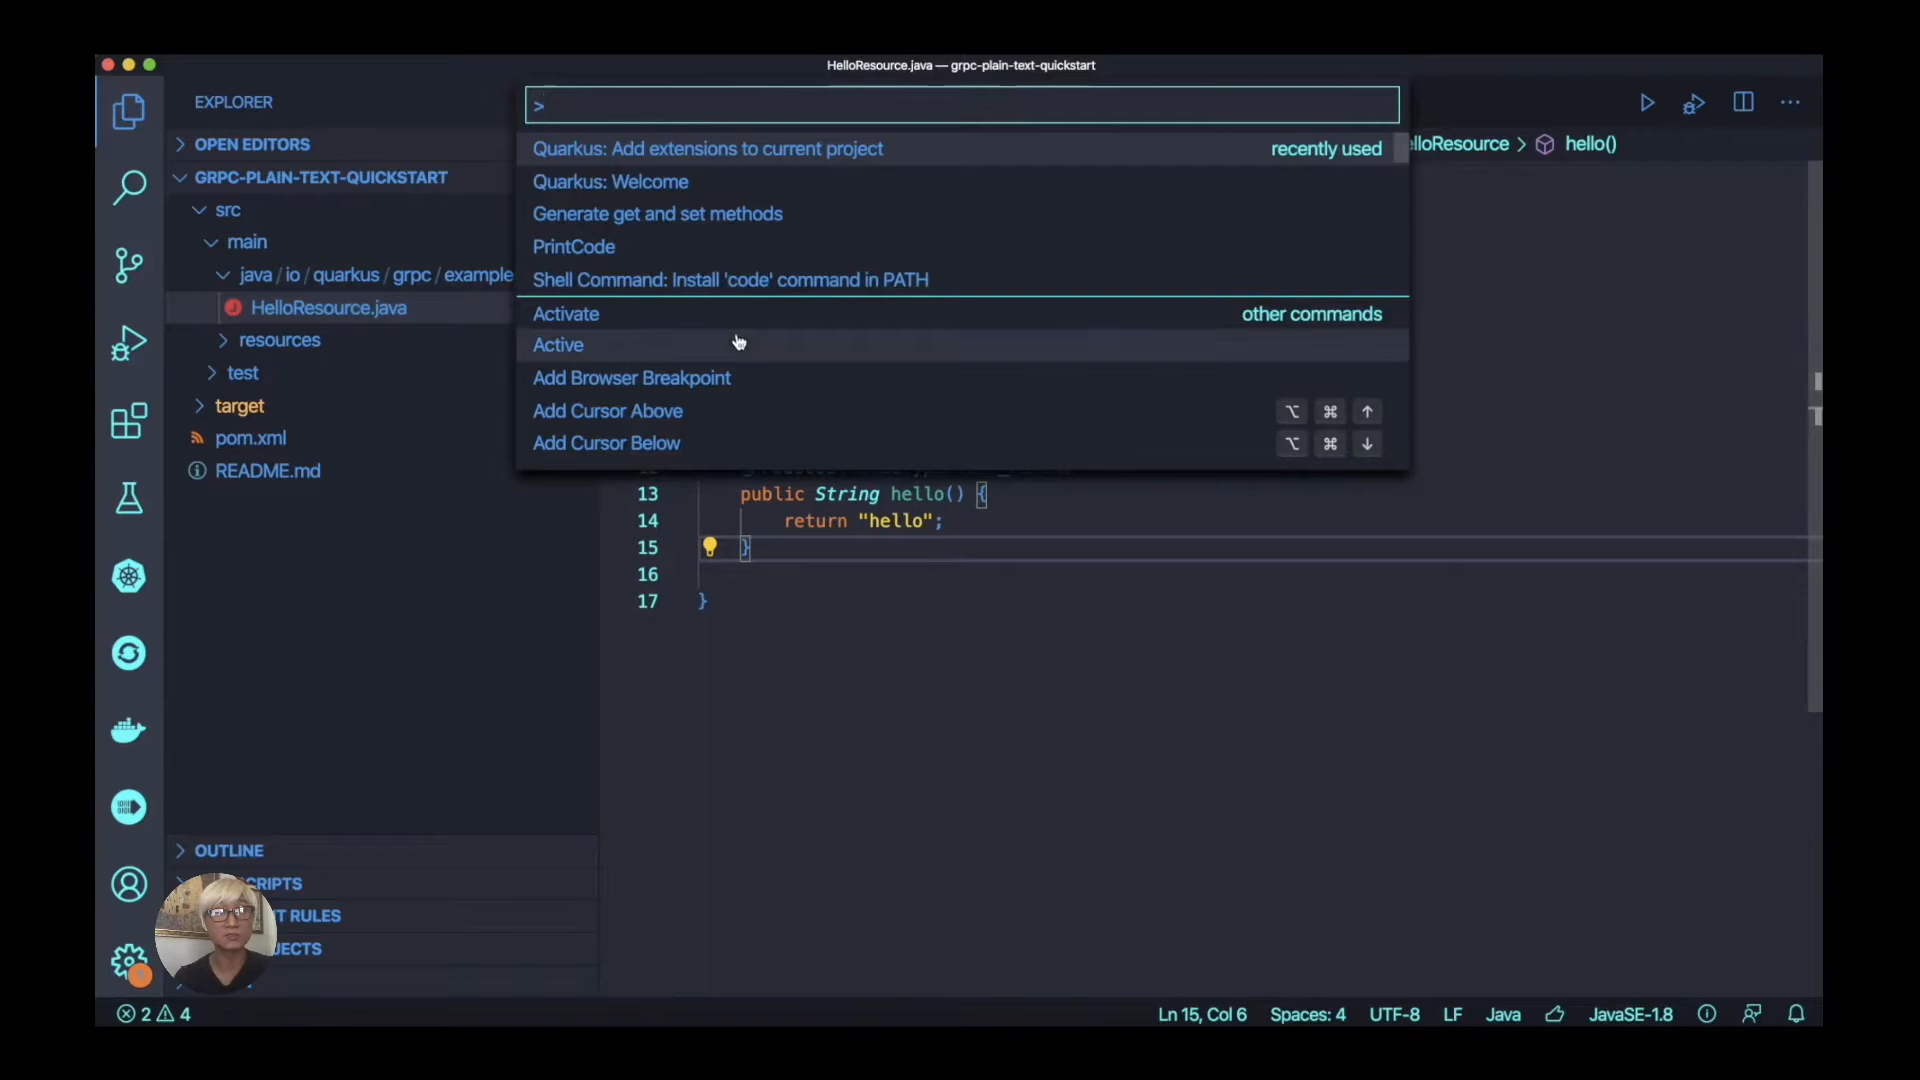 HelloResource.java — grpc-plain-text-quickstart
EXPLORER
OPEN EDITORS
GRPC-PLAIN-TEXT-QUICKSTART
src
main
java / io / quarkus / grpc / example
HelloResource.java
resources
test
target
pom.xml
README.md
OUTLINE
CRIPTS
T RULES
JECTS
>
Quarkus: Add extensions to current project recently used
Quarkus: Welcome
Generate get and set methods
PrintCode
Shell Command: Install 'code' command in PATH
Activate other commands
Active
Add Browser Breakpoint
Add Cursor Above ⌥ ⌘ ↑
Add Cursor Below ⌥ ⌘ ↓
lloResource > hello()
13 public String hello() {
14 return "hello";
15 }
16
17 }
2 4
Ln 15, Col 6 Spaces: 4 UTF-8 LF Java JavaSE-1.8